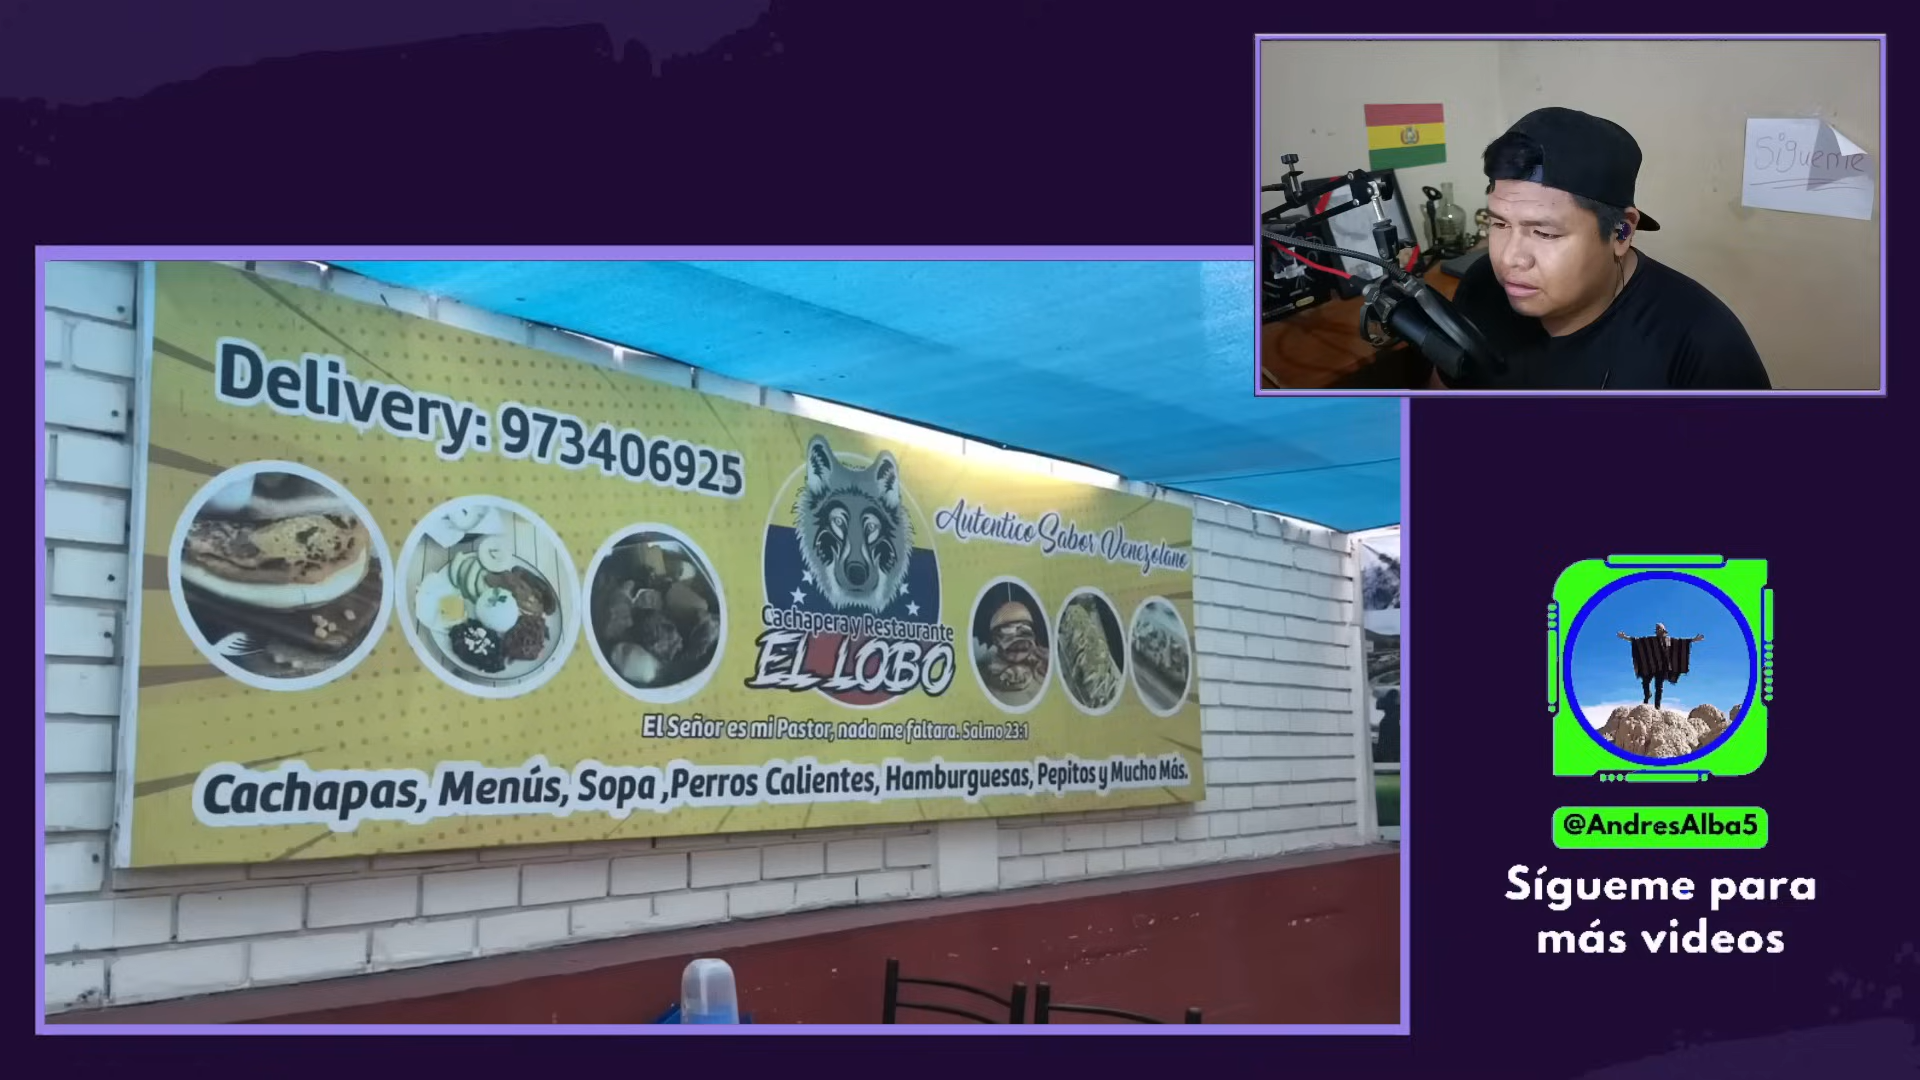 Sígueme
Delivery: 973406925
Autentico Sabor Venezolano
Cachapera y Restaurante
EL LOBO
El Señor es mi Pastor, nada me faltara. Salmo 23:1
Cachapas, Menús, Sopa ,Perros Calientes, Hamburguesas, Pepitos y Mucho Más.
@AndresAlba5
Sígueme para
más videos